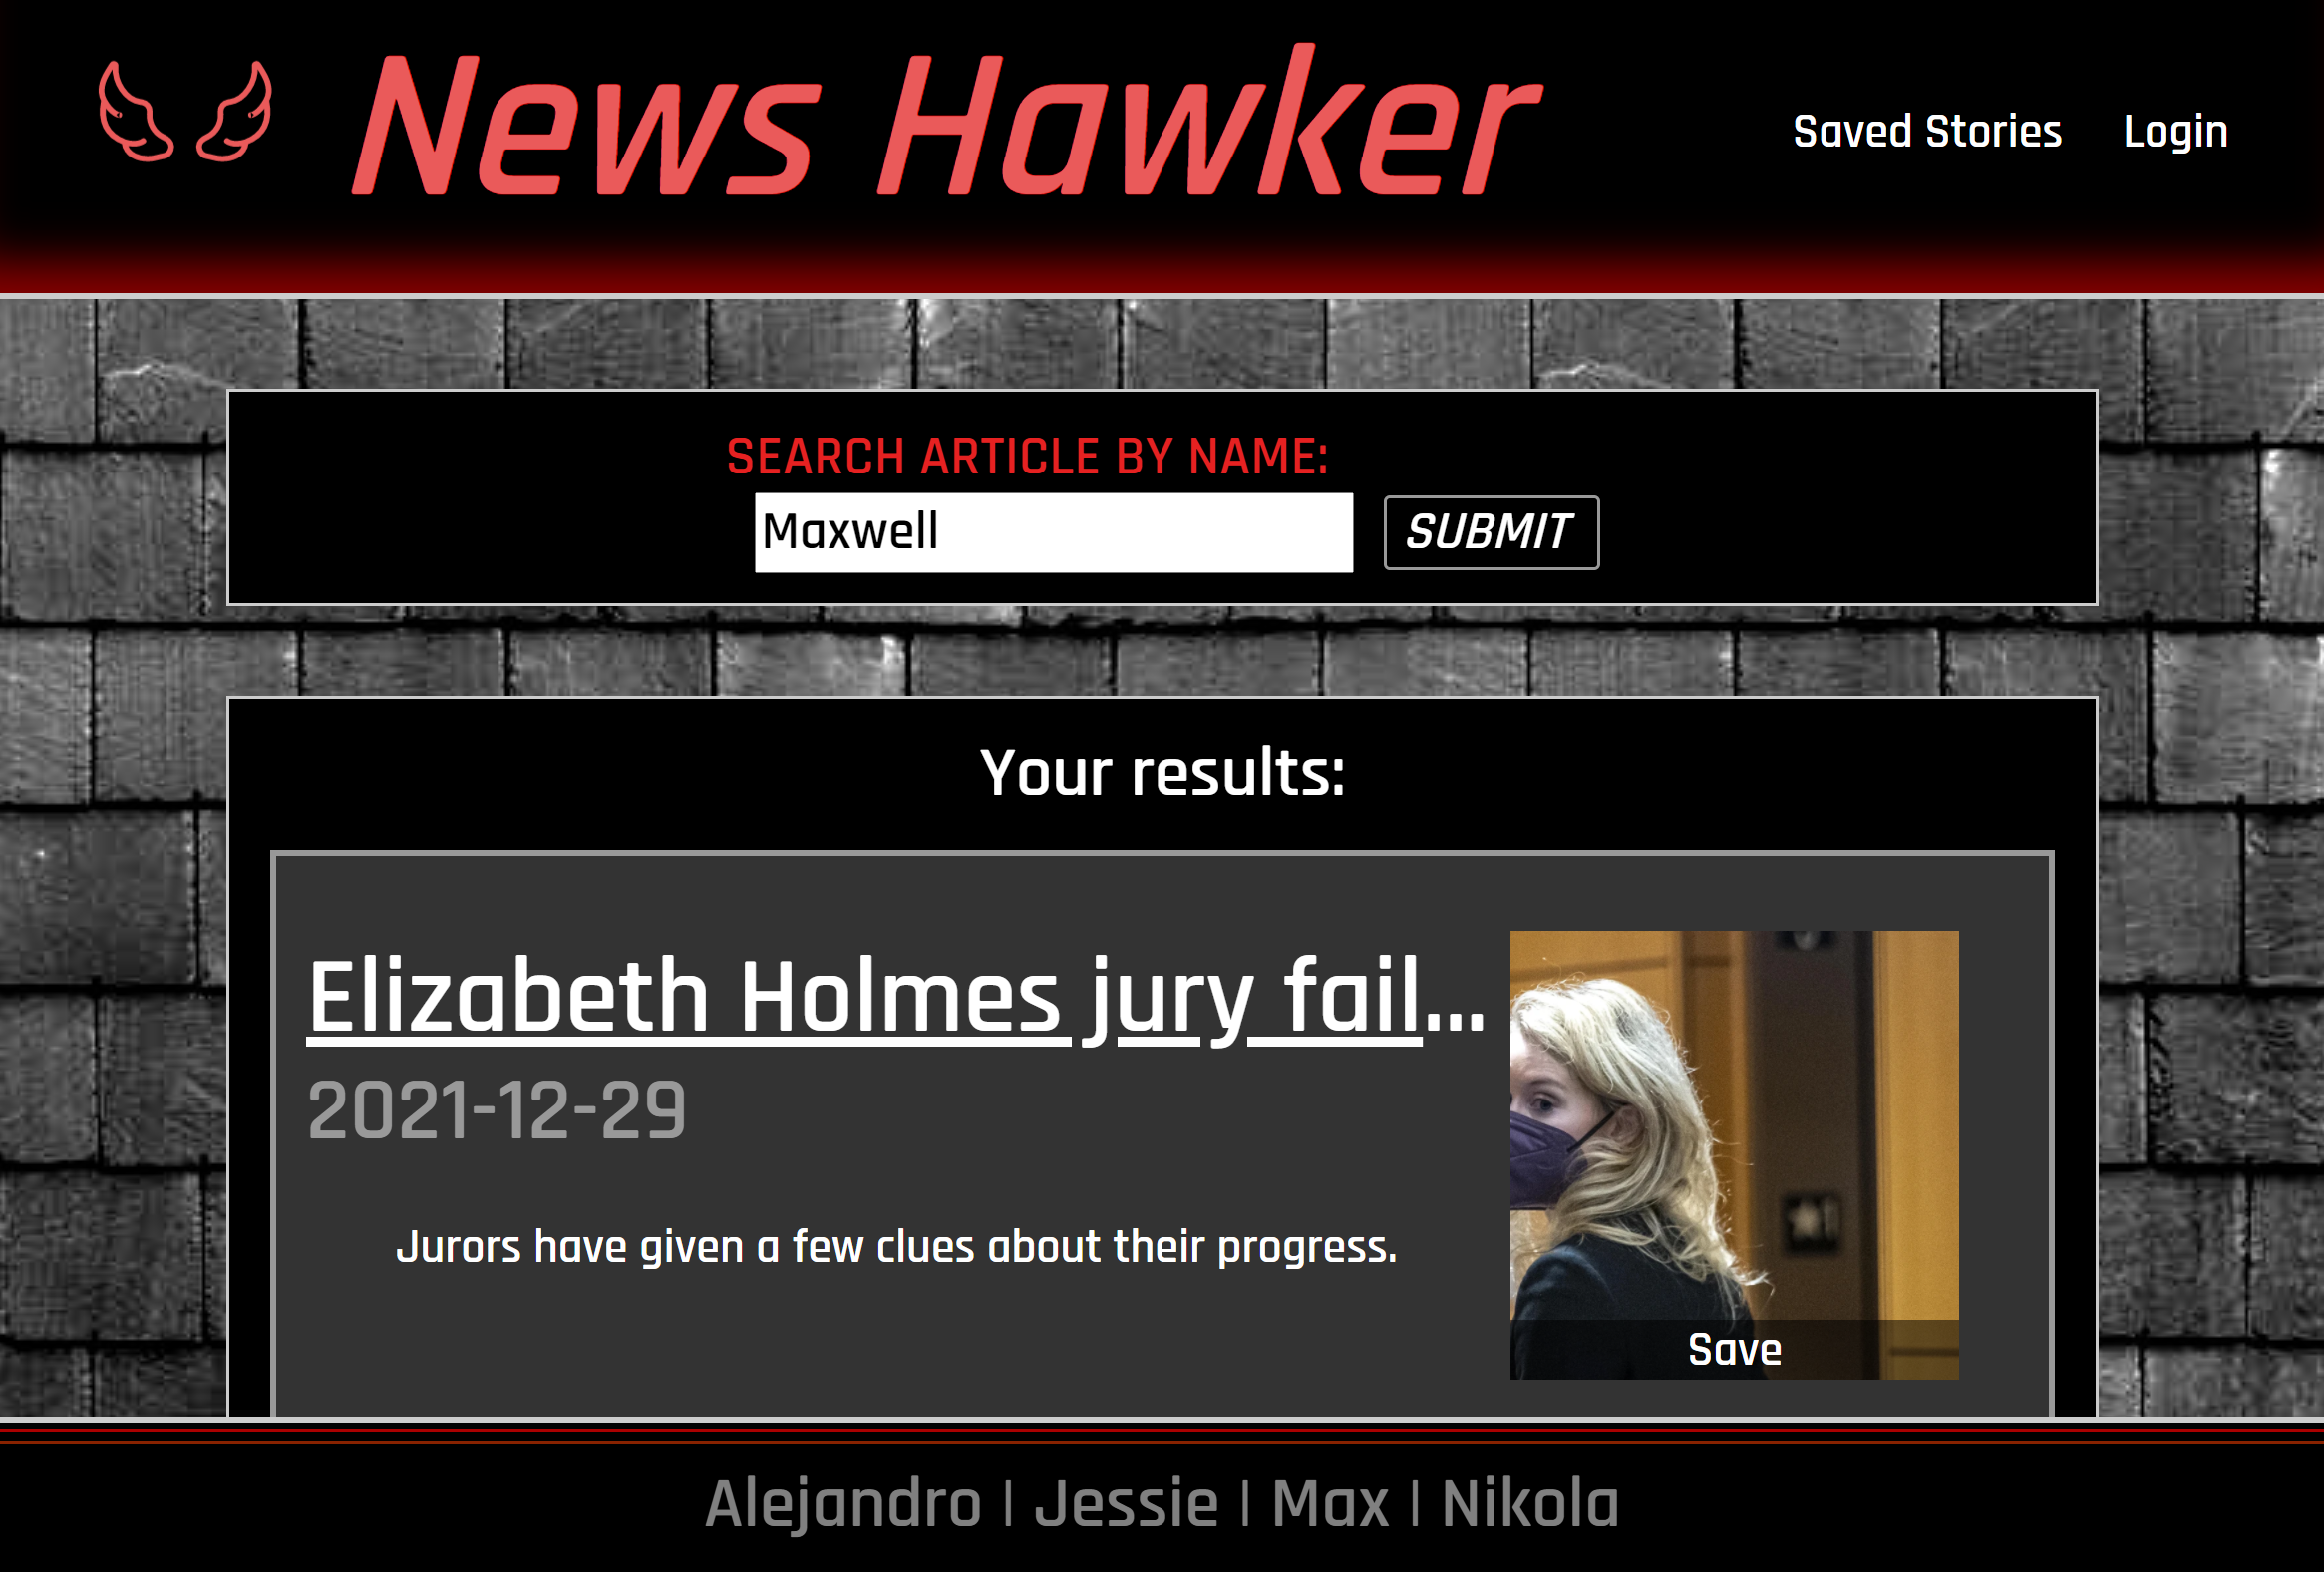 News Hawker
Saved Stories
Login
SEARCH ARTICLE BY NAME:
Maxwell
SUBMIT
Your results:
Elizabeth Holmes jury fail...
2021-12-29
Jurors have given a few clues about their progress.
Save
Alejandro | Jessie | Max | Nikola